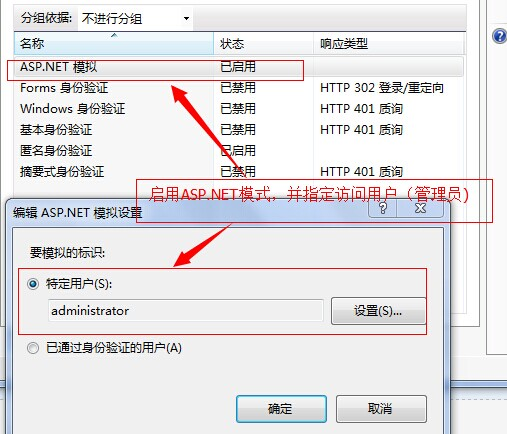 分组依据: 不进行分组
名称 状态 响应类型
ASP.NET 模拟 已启用
Forms 身份验证 已禁用 HTTP 302 登录/重定向
Windows 身份验证 已禁用 HTTP 401 质询
基本身份验证 已禁用 HTTP 401 质询
匿名身份验证 已启用
摘要式身份验证 已禁用 HTTP 401 质询
启用ASP.NET模式，并指定访问用户（管理员)
编辑 ASP.NET 模拟设置
要模拟的标识:
特定用户(S):
administrator 设置(S)...
已通过身份验证的用户(A)
确定 取消